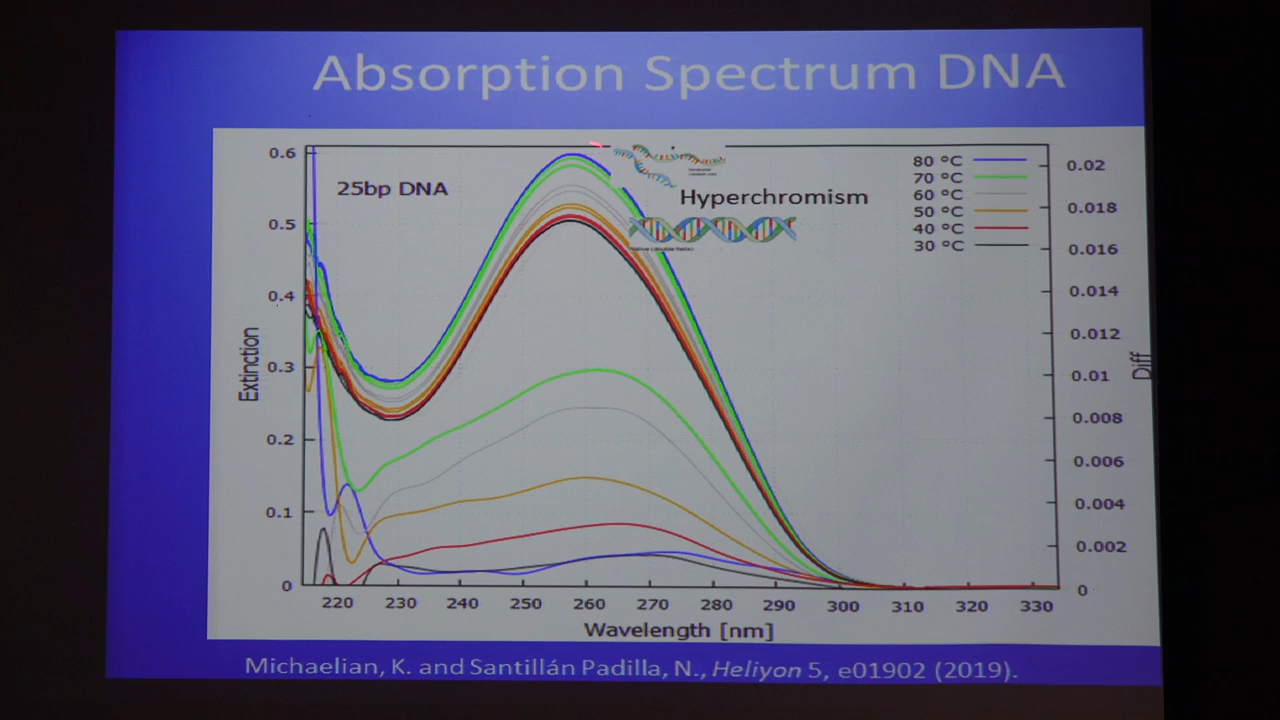 Absorption Spectrum DNA
25bp DNA
Hyperchromism
80 °C
70 °C
60 °C
50 °C
40 °C
30 °C
0.6
0.5
0.4
0.3
0.2
0.1
0
Extinction
0.02
0.018
0.016
0.014
0.012
0.01
0.008
0.006
0.004
0.002
0
Diff
220 230 240 250 260 270 280 290 300 310 320 330
Wavelength [nm]
Michaelian, K. and Santillán Padilla, N., Heliyon 5, e01902 (2019).